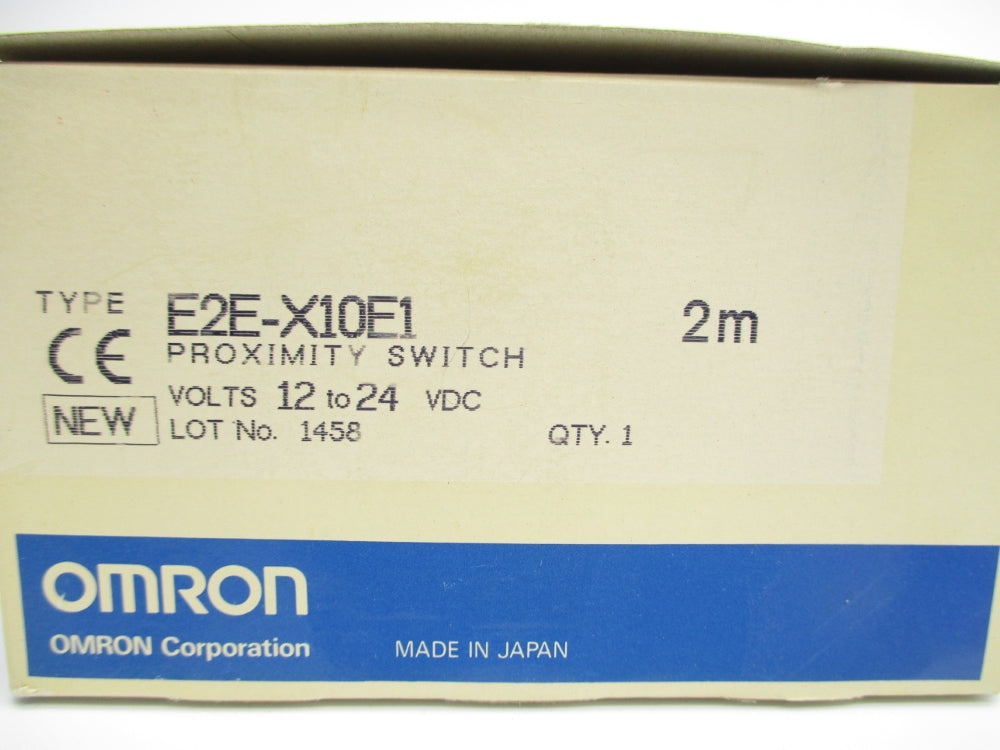 TYPE E2E-X10E1 2m
CE PROXIMITY SWITCH
VOLTS 12 to 24 VDC
NEW LOT No. 1458 QTY. 1
OMRON
OMRON Corporation MADE IN JAPAN